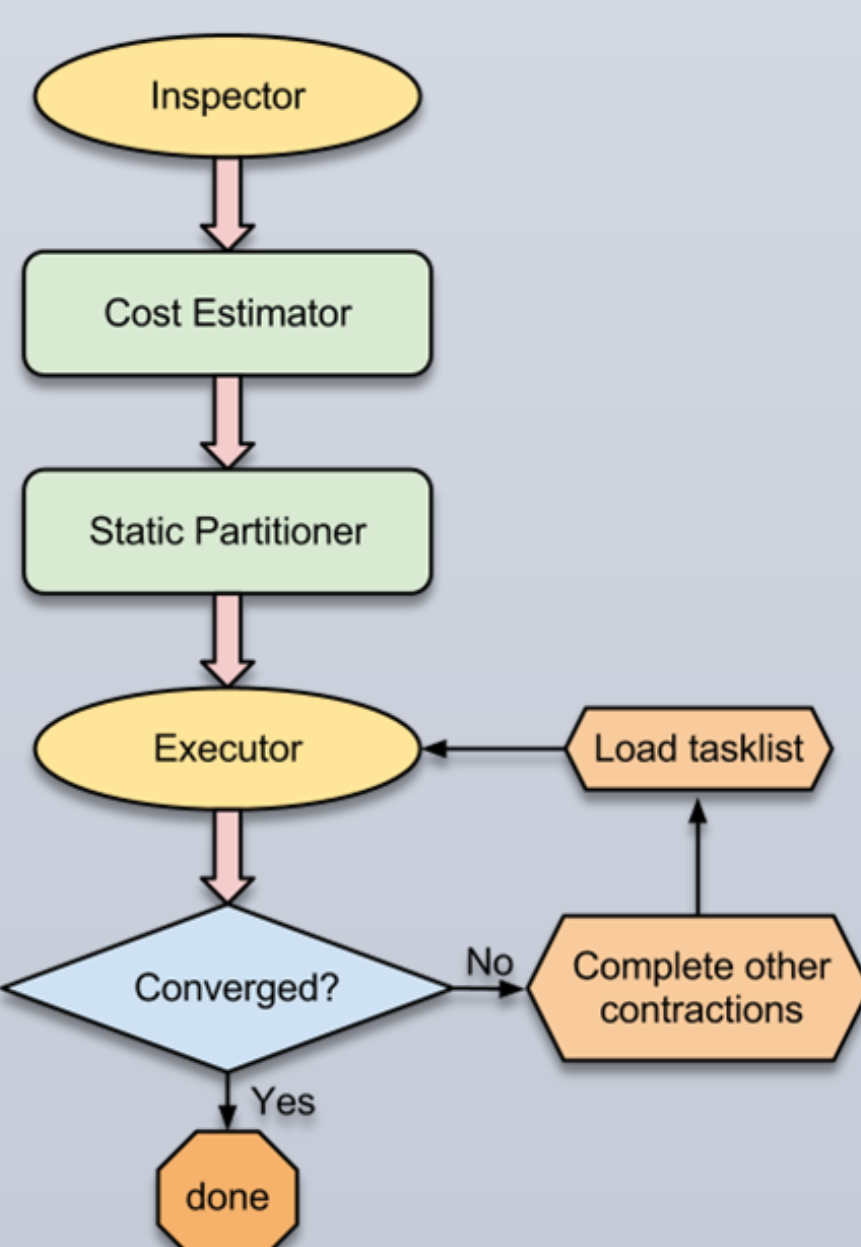 Inspector
Cost Estimator
Static Partitioner
Executor
Load tasklist
Converged?
No
Complete other
contractions
Yes
done